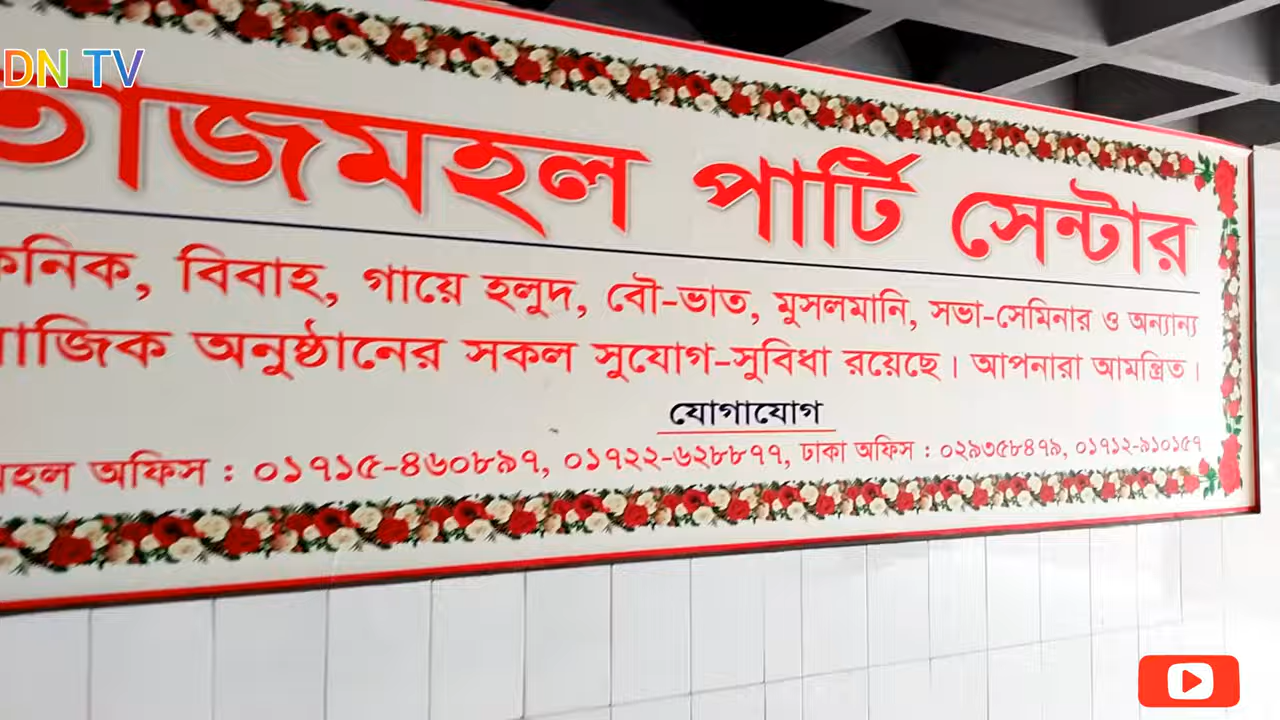 DN TV
তাজমহল পার্টি সেন্টার
কনিক, বিবাহ, গায়ে হলুদ, বৌ-ভাত, মুসলমানি, সভা-সেমিনার ও অন্যান্য
াজিক অনুষ্ঠানের সকল সুযোগ-সুবিধা রয়েছে। আপনারা আমন্ত্রিত।
যোগাযোগ
মহল অফিস : ০১৭১৫-৪৬০৮৯৭, ০১৭২২-৬২৮৮৭৭, ঢাকা অফিস : ০২৯৩৫৮৪৭৯, ০১৭১২-৯১০১৫৭